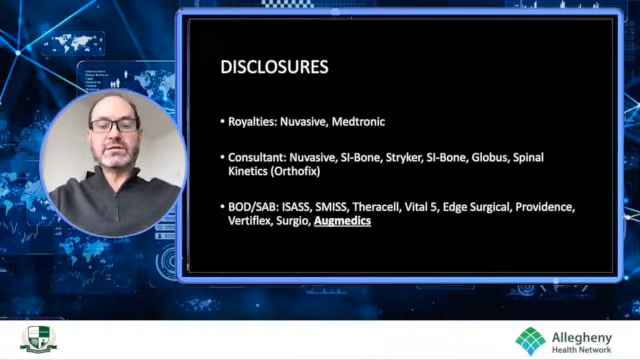 DISCLOSURES
• Royalties: Nuvasive, Medtronic
• Consultant: Nuvasive, SI-Bone, Stryker, SI-Bone, Globus, Spinal
Kinetics (Orthofix)
• BOD/SAB: ISASS, SMISS, Theracell, Vital 5, Edge Surgical, Providence,
Vertiflex, Surgio, Augmedics
Allegheny
Health Network